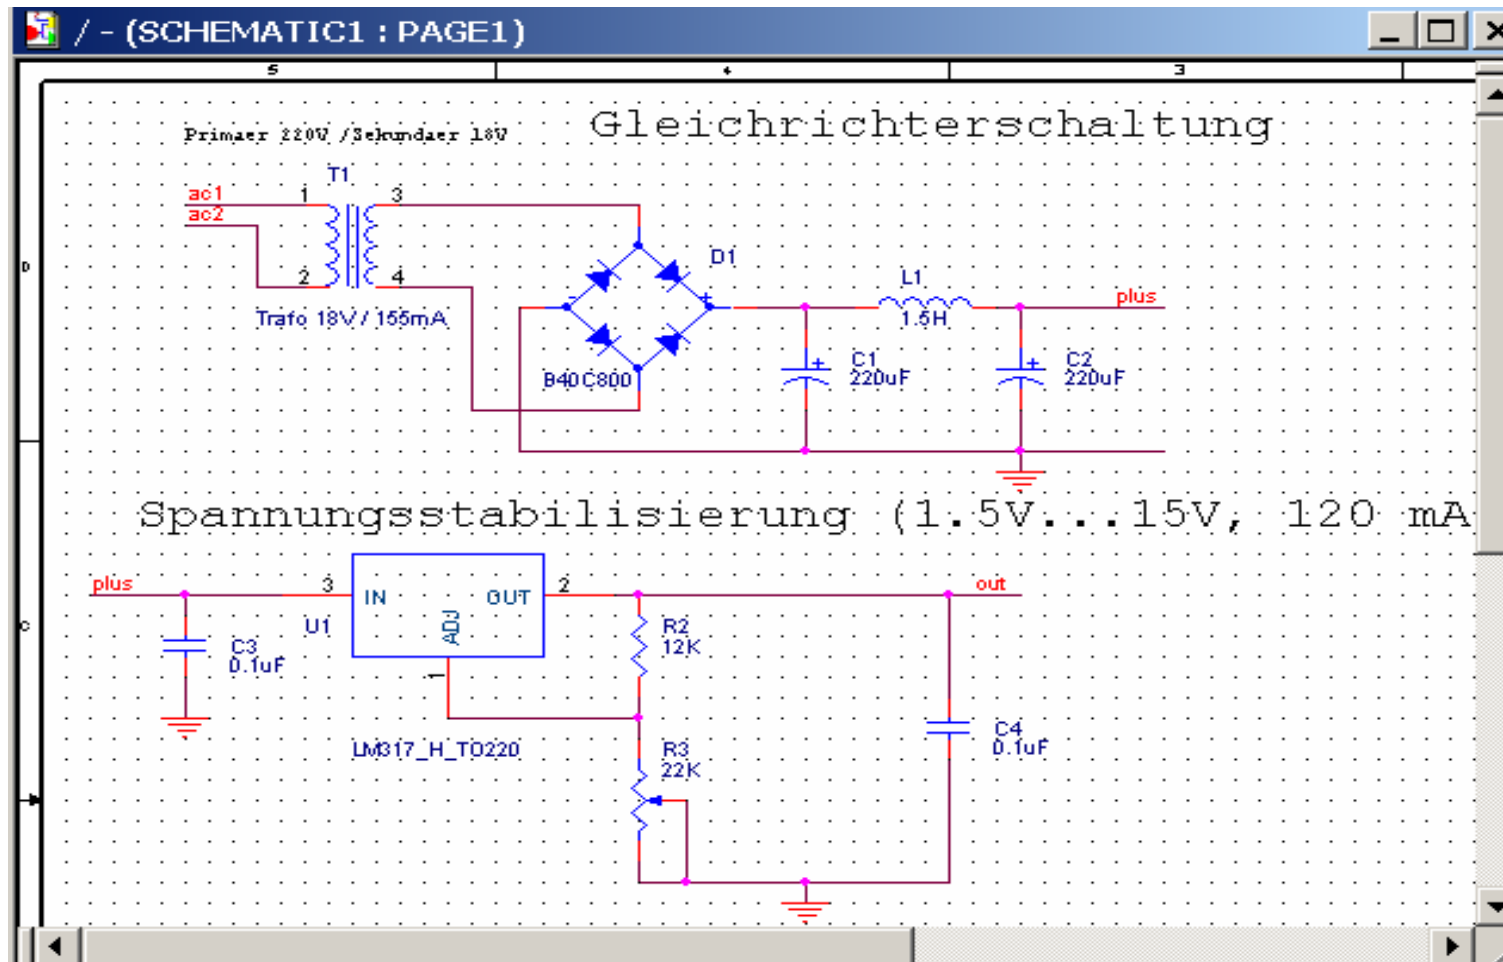 / - (SCHEMATIC1 : PAGE1)
5 4 3
Gleichrichterschaltung
Primaer 220V /Sekundaer 18V
T1
ac1 1 3
ac2
D
D1
2 4
L1
- +
plus
Trafo 18V / 155mA
1.5H
C1
220uF
C2
220uF
B40C800
Spannungsstabilisierung (1.5V...15V, 120 mA
plus
3
IN
OUT
2
out
ADJ
U1
C
C3
0.1uF
R2
12K
1
LM317_H_TO220
R3
22K
C4
0.1uF